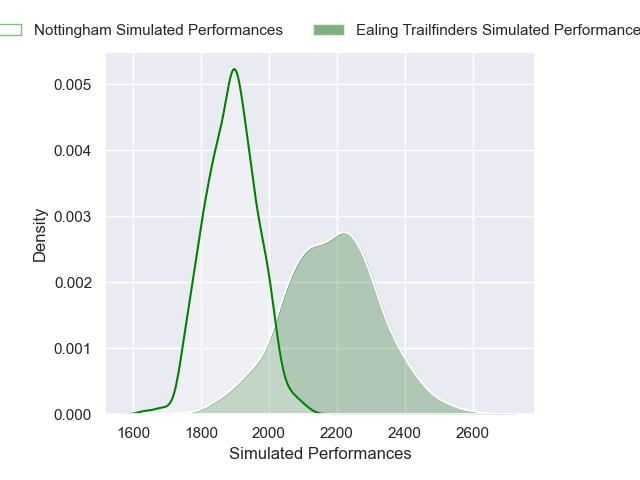 Nottingham Simulated Performances
Ealing Trailfinders Simulated Performance
0.005
0.004
0.003
0.002
0.001
0.000
Density
1600 1800 2000 2200 2400 2600
Simulated Performances